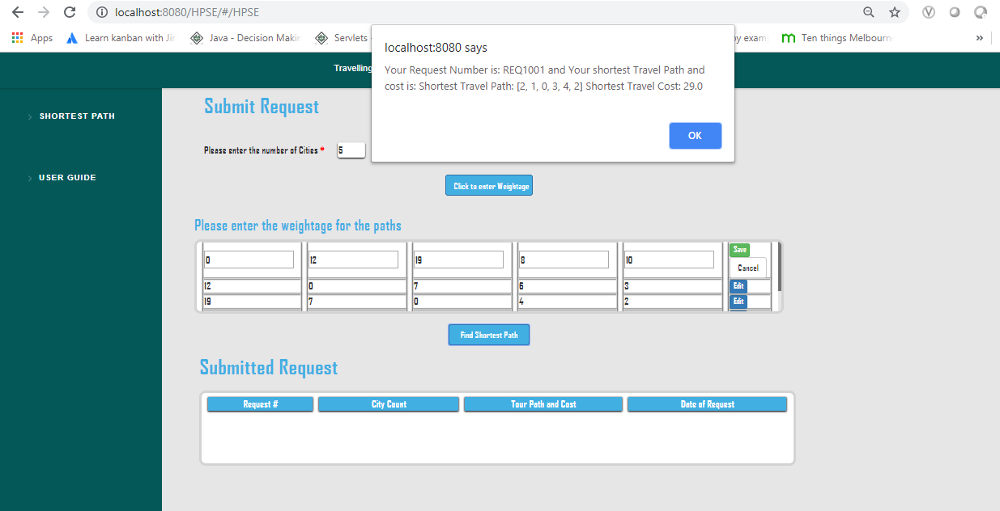 localhost:8080/HPSE/#/HPSE
Apps
Learn kanban with Jir
Java - Decision Makin
Servlets
by exam
Ten things Melbourn
»
Travelling
localhost:8080 says
Your Request Number is: REQ1001 and Your shortest Travel Path and
cost is: Shortest Travel Path: [2, 1, 0, 3, 4, 2] Shortest Travel Cost: 29.0
OK
SHORTEST PATH
USER GUIDE
Submit Request
Please enter the number of Cities * 5
Click to enter Weightage
Please enter the weightage for the paths
0 12 19 8 10 Save
Cancel
12 0 7 6 3 Edit
19 7 0 4 2 Edit
Find Shortest Path
Submitted Request
Request # City Count Tour Path and Cost Date of Request